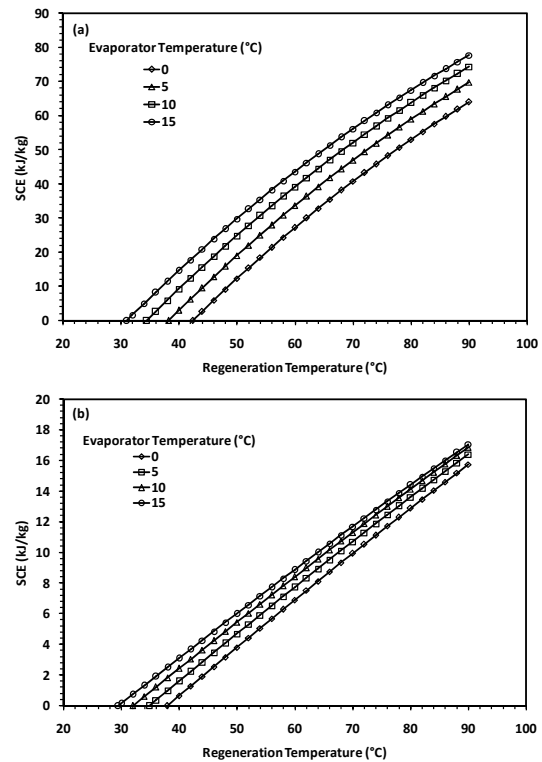 (a)
Evaporator Temperature (°C)
0
5
10
15
SCE (kJ/kg)
90
80
70
60
50
40
30
20
10
0
20 30 40 50 60 70 80 90 100
Regeneration Temperature (°C)
(b)
Evaporator Temperature (°C)
0
5
10
15
SCE (kJ/kg)
20
18
16
14
12
10
8
6
4
2
0
20 30 40 50 60 70 80 90 100
Regeneration Temperature (°C)